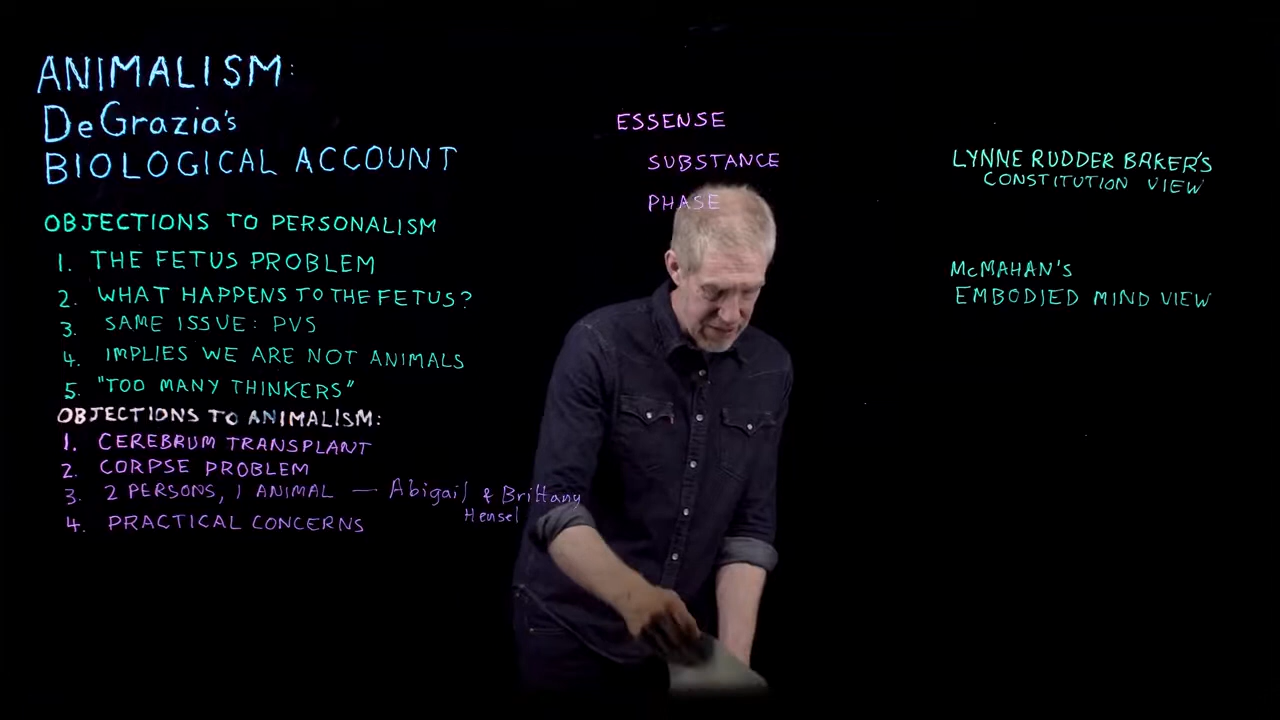 ANIMALISM:
DeGrazia's
BIOLOGICAL ACCOUNT
OBJECTIONS TO PERSONALISM
1. THE FETUS PROBLEM
2. WHAT HAPPENS TO THE FETUS?
3. SAME ISSUE: PVS
4. IMPLIES WE ARE NOT ANIMALS
5. "TOO MANY THINKERS"
OBJECTIONS TO ANIMALISM:
1. CEREBRUM TRANSPLANT
2. CORPSE PROBLEM
3. 2 PERSONS, 1 ANIMAL — Abigail & Brittany
Hensel
4. PRACTICAL CONCERNS
ESSENSE
SUBSTANCE
PHASE
LYNNE RUDDER BAKER'S
CONSTITUTION VIEW
McMAHAN'S
EMBODIED MIND VIEW